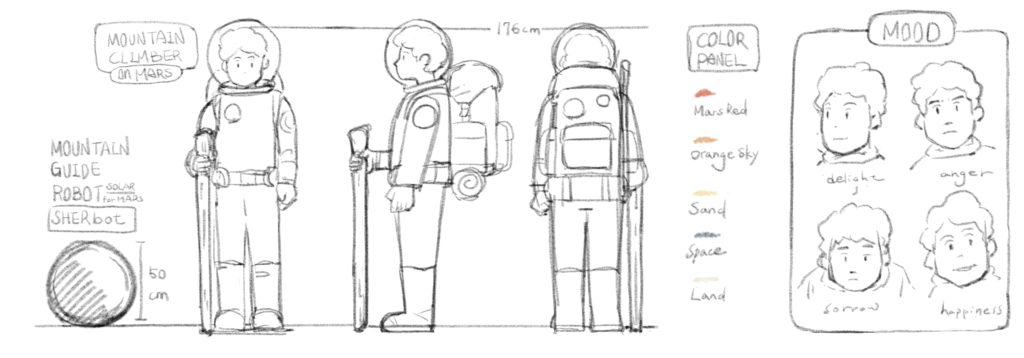 MOUNTAIN
CLIMBER
on MARS
176cm
MOUNTAIN
GUIDE
ROBOT SOLAR
for MARS
SHERbot
50
cm
COLOR
PANEL
Mars Red
Orange Sky
Sand
Space
Land
MOOD
delight
anger
sorrow
happiness